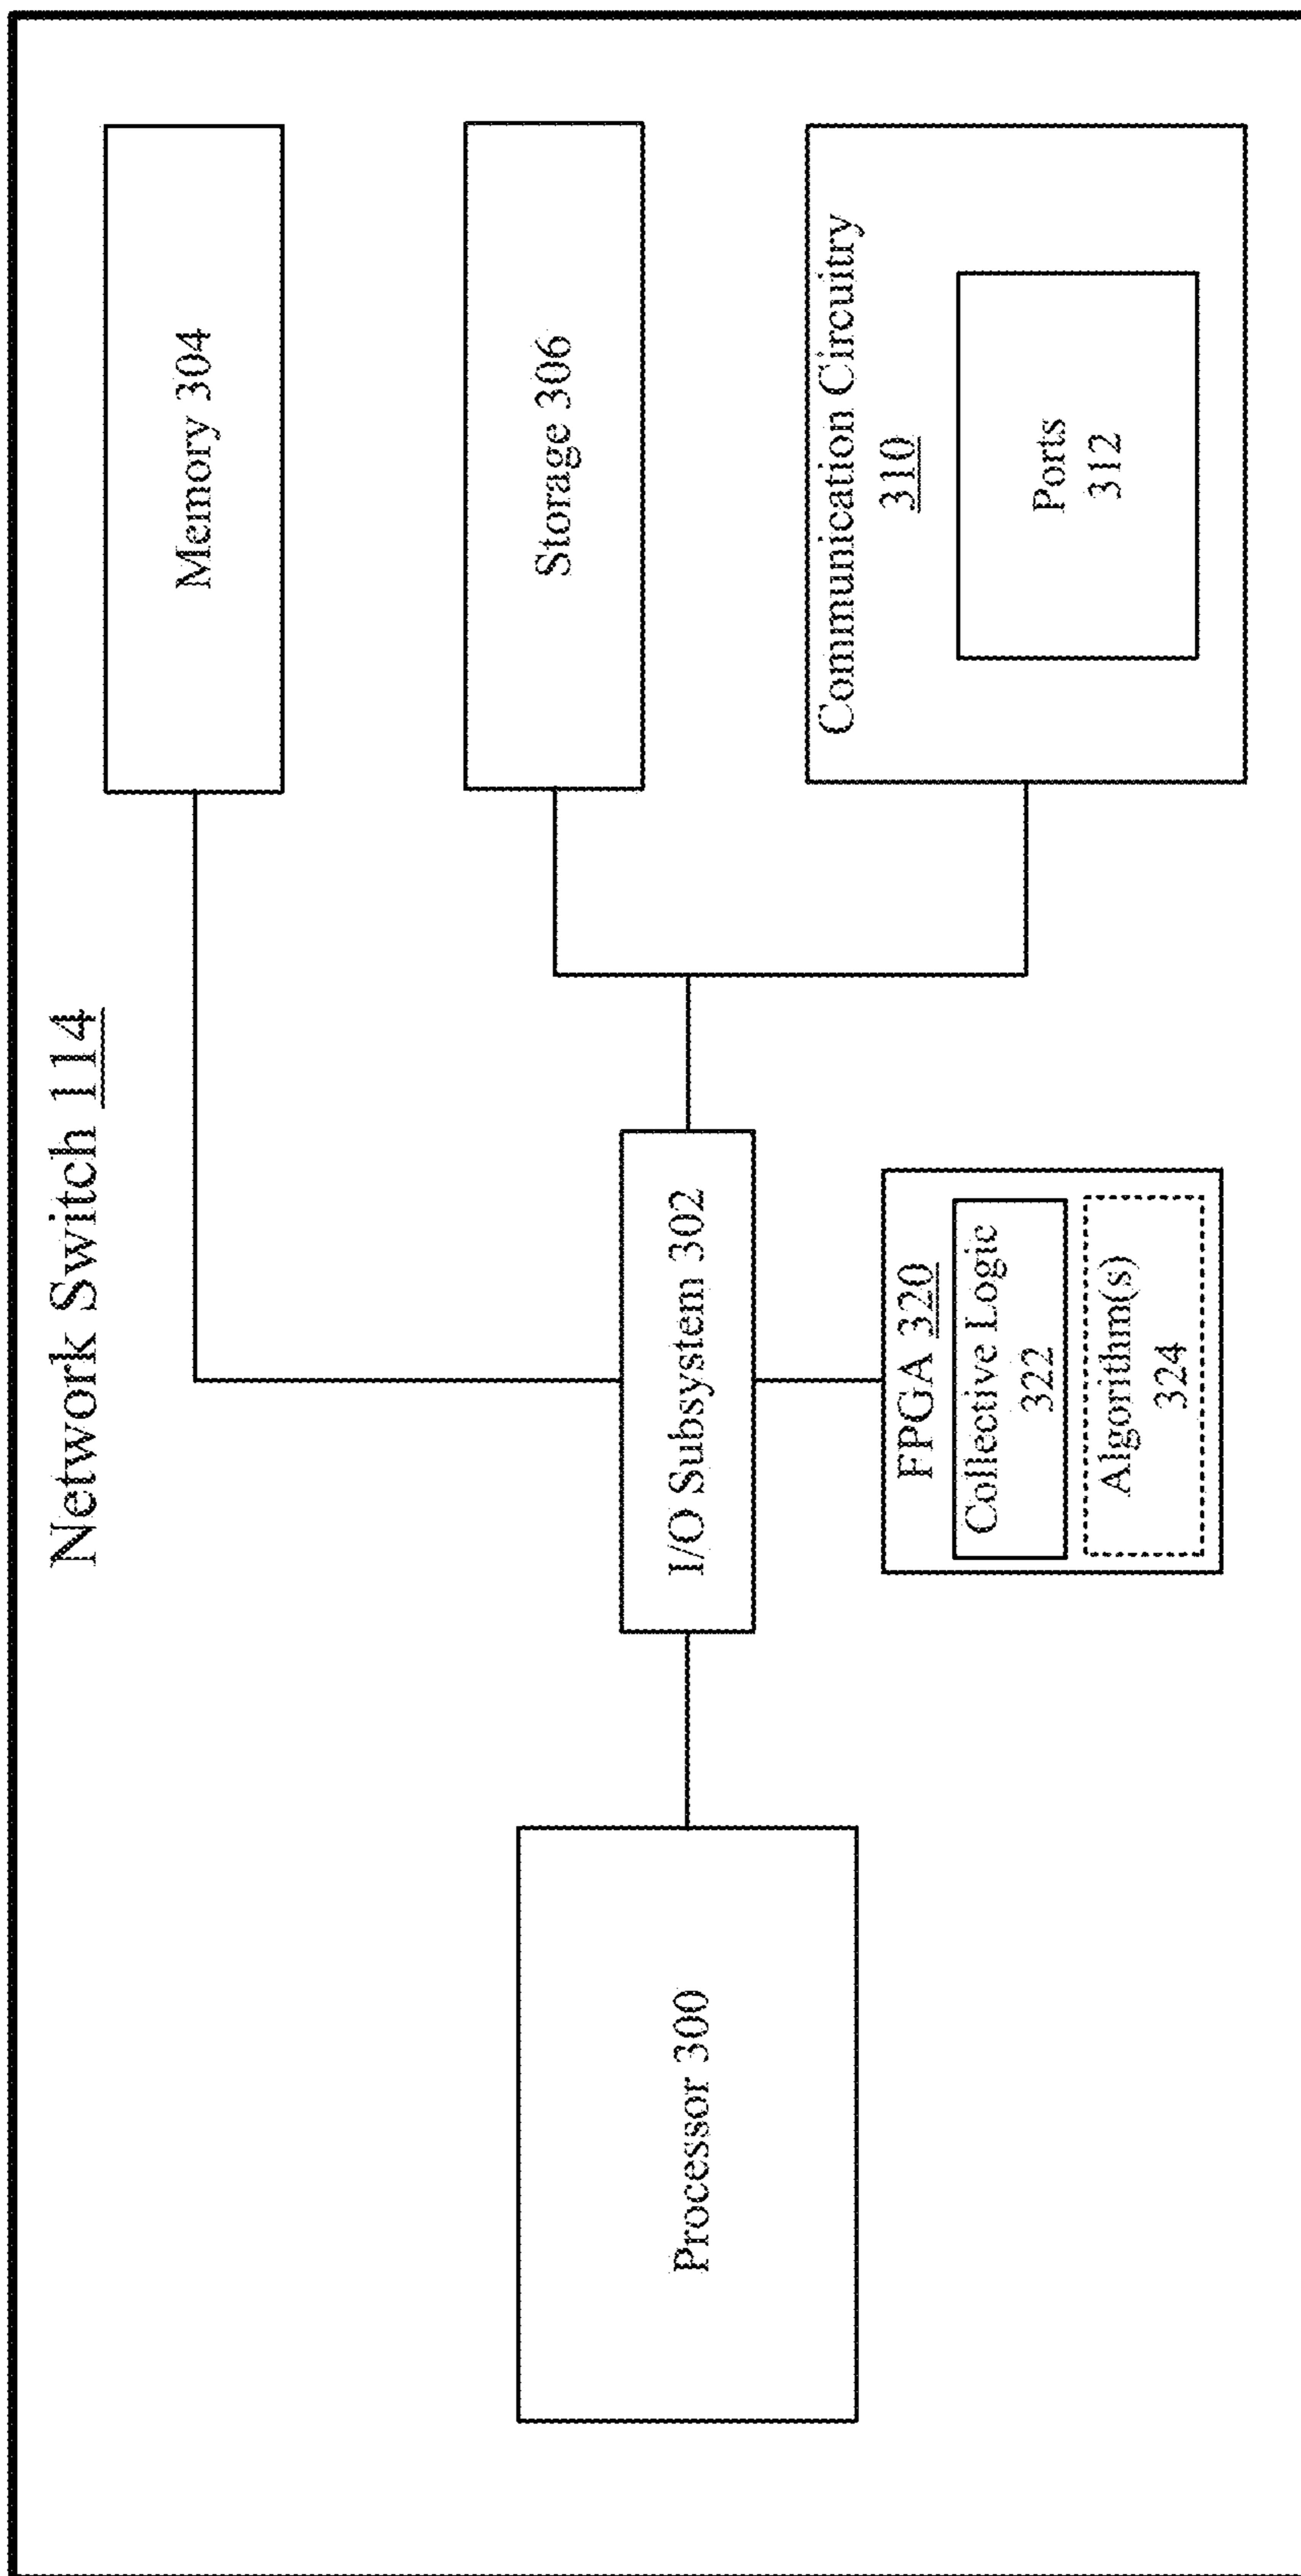 Network Switch 114
Memory 304
Storage 306
Communication Circuitry
310
Ports
312
I/O Subsystem 302
Processor 300
FPGA 320
Collective Logic
322
Algorithm(s)
324